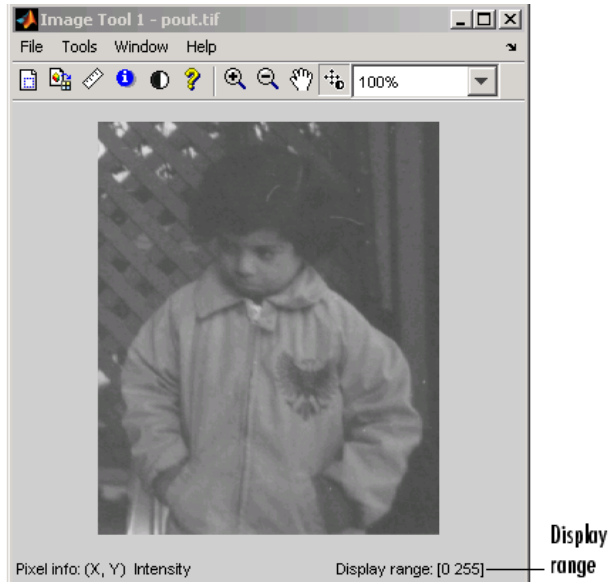 Image Tool 1 - pout.tif
File Tools Window Help
100%
Pixel info: (X, Y) Intensity
Display range: [0 255]
Display
range